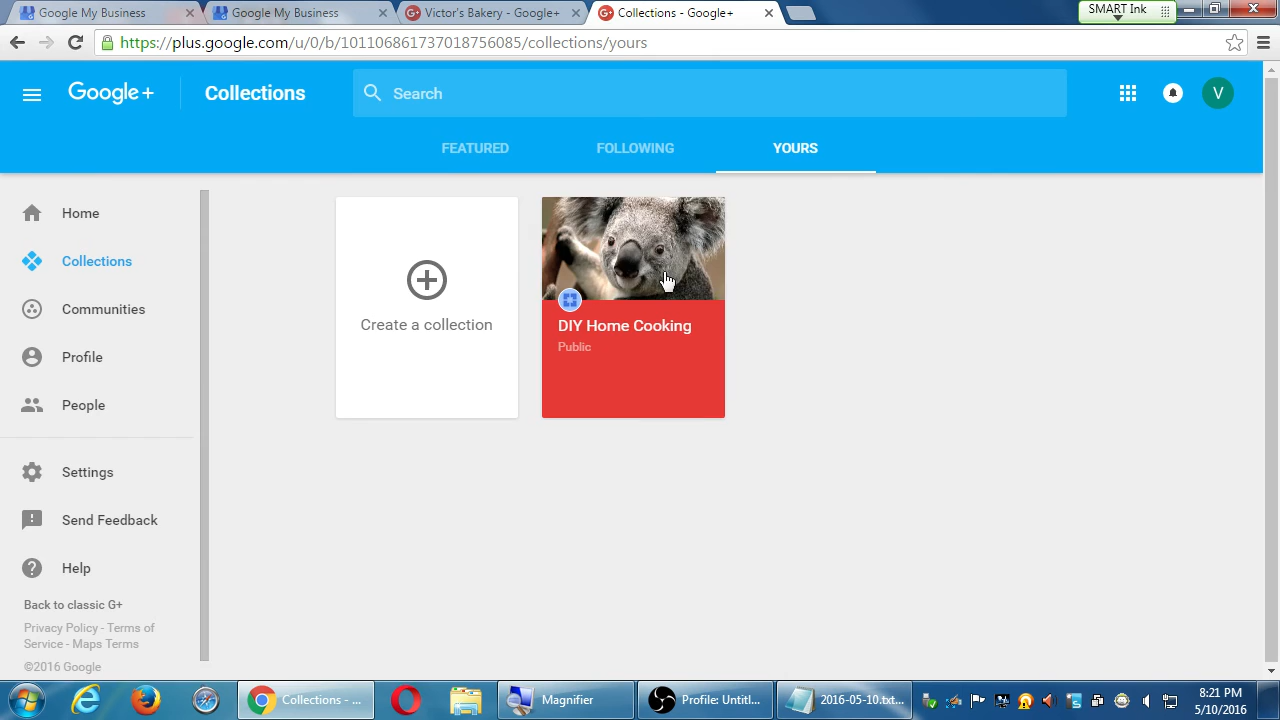 Google My Business
Google My Business
Victor's Bakery - Google+
Collections - Google+
SMART Ink
https://plus.google.com/u/0/b/101106861737018756085/collections/yours
Google+
Collections
Search
V
FEATURED
FOLLOWING
YOURS
Home
Collections
Communities
Profile
People
Settings
Send Feedback
Help
Back to classic G+
Privacy Policy - Terms of
Service - Maps Terms
©2016 Google
Create a collection
DIY Home Cooking
Public
Collections - ...
Magnifier
Profile: Untitl...
2016-05-10.txt...
8:21 PM
5/10/2016